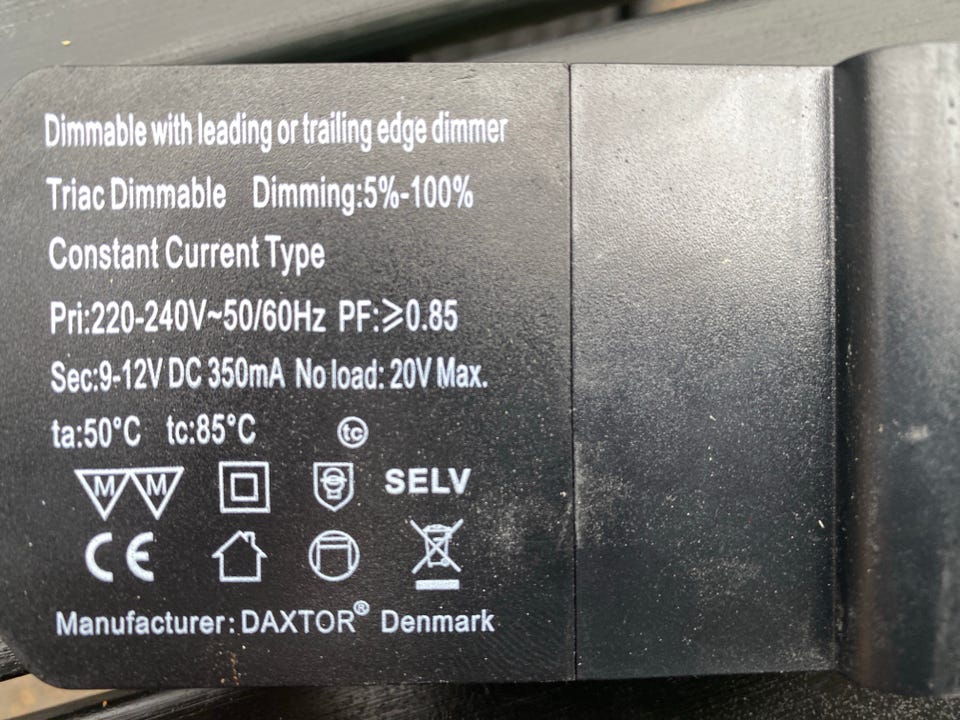 Dimmable with leading or trailing edge dimmer
Triac Dimmable Dimming:5%-100%
Constant Current Type
Pri:220-240V~50/60Hz PF:≥0.85
Sec:9-12V DC 350mA No load: 20V Max.
ta:50°C tc:85°C tc
M M SELV
CE
Manufacturer: DAXTOR® Denmark